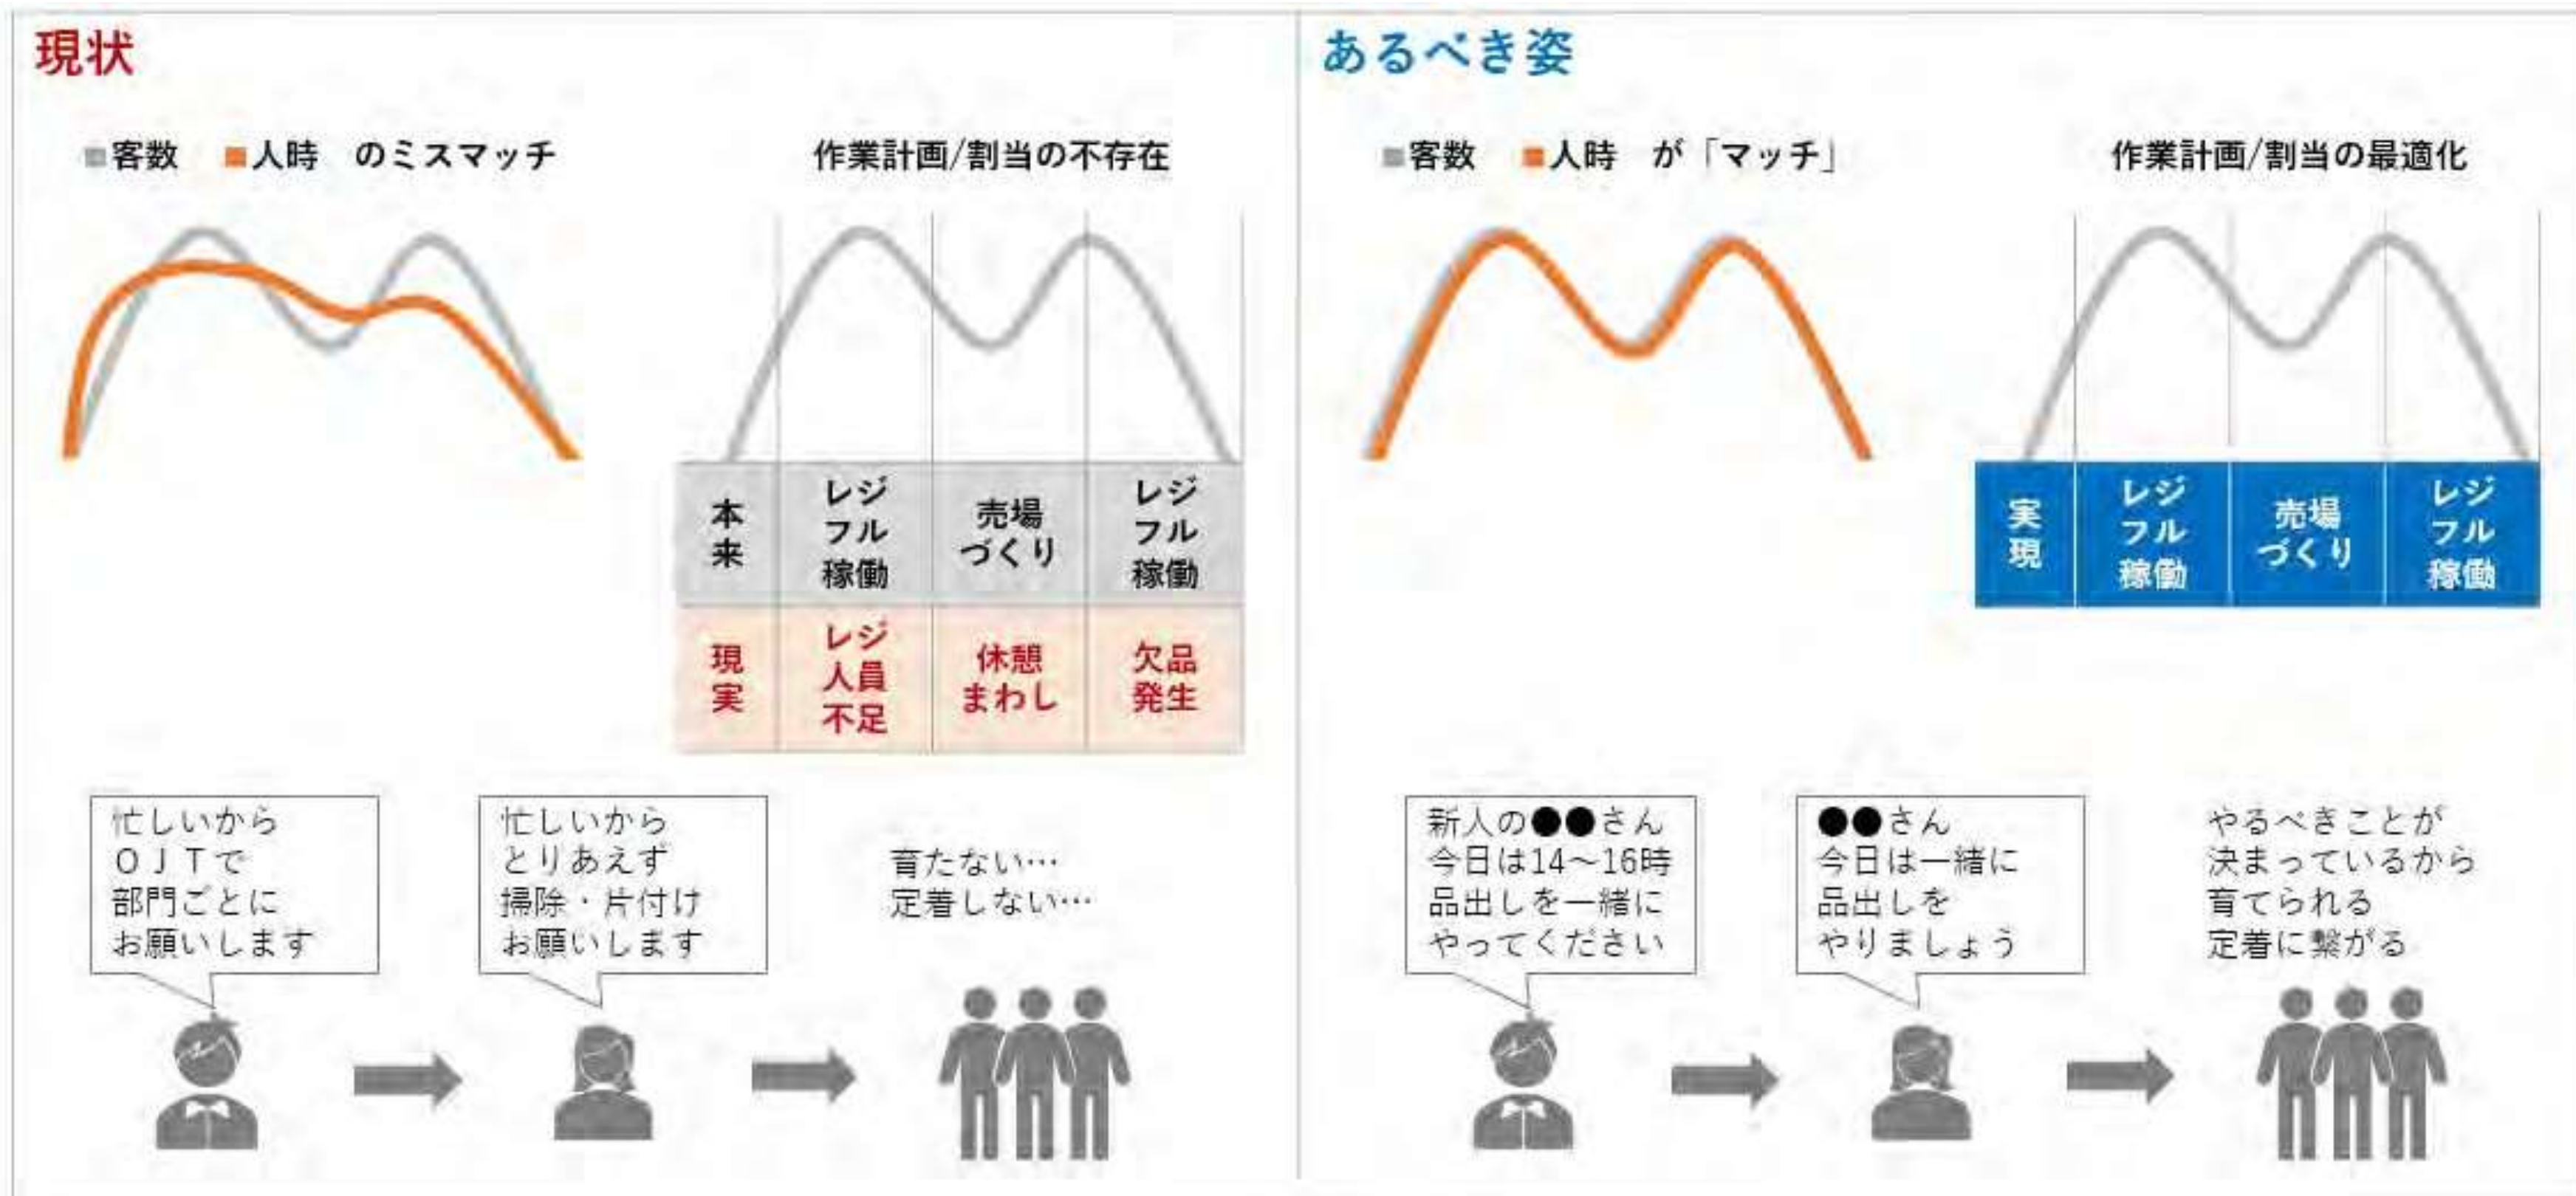 現状
■客数 ■人時 のミスマッチ
作業計画/割当の不存在
本
来
レジ
フル
稼働
売場
づくり
レジ
フル
稼働
現
実
レジ
人員
不足
休憩
まわし
欠品
発生
忙しいから
OJTで
部門ごとに
お願いします
忙しいから
とりあえず
掃除・片付け
お願いします
育たない…
定着しない…
あるべき姿
■客数 ■人時 が「マッチ」
作業計画/割当の最適化
実
現
レジ
フル
稼働
売場
づくり
レジ
フル
稼働
新人の●●さん
今日は14～16時
品出しを一緒に
やってください
●●さん
今日は一緒に
品出しを
やりましょう
やるべきことが
決まっているから
育てられる
定着に繋がる